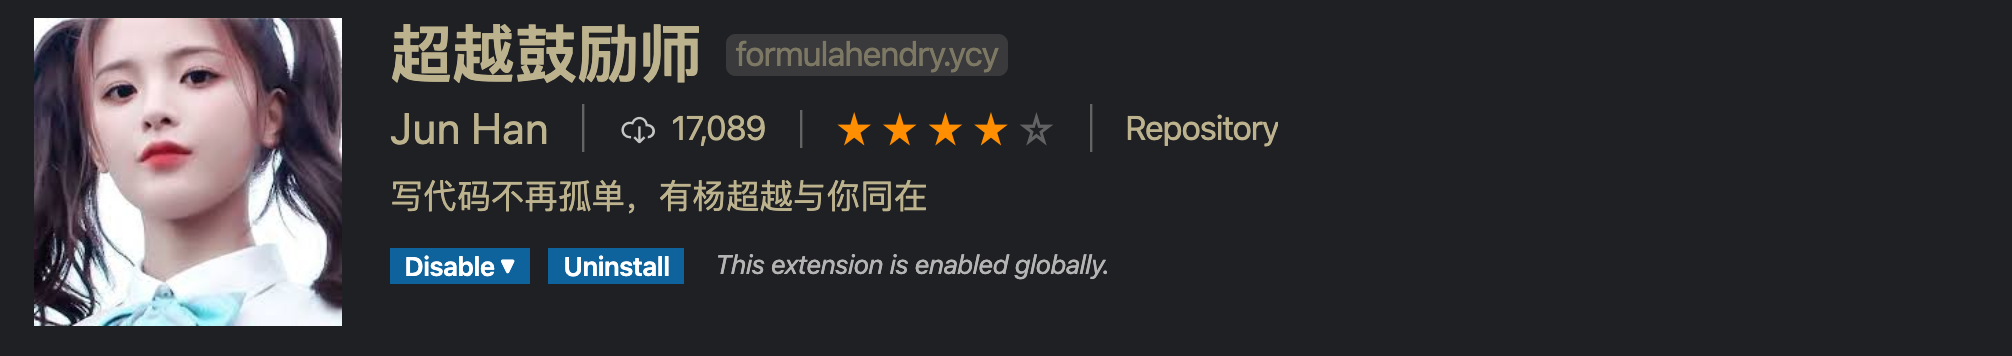 超越鼓励师 formulahendry.ycy
Jun Han | 17,089 | Repository
写代码不再孤单，有杨超越与你同在
Disable Uninstall This extension is enabled globally.